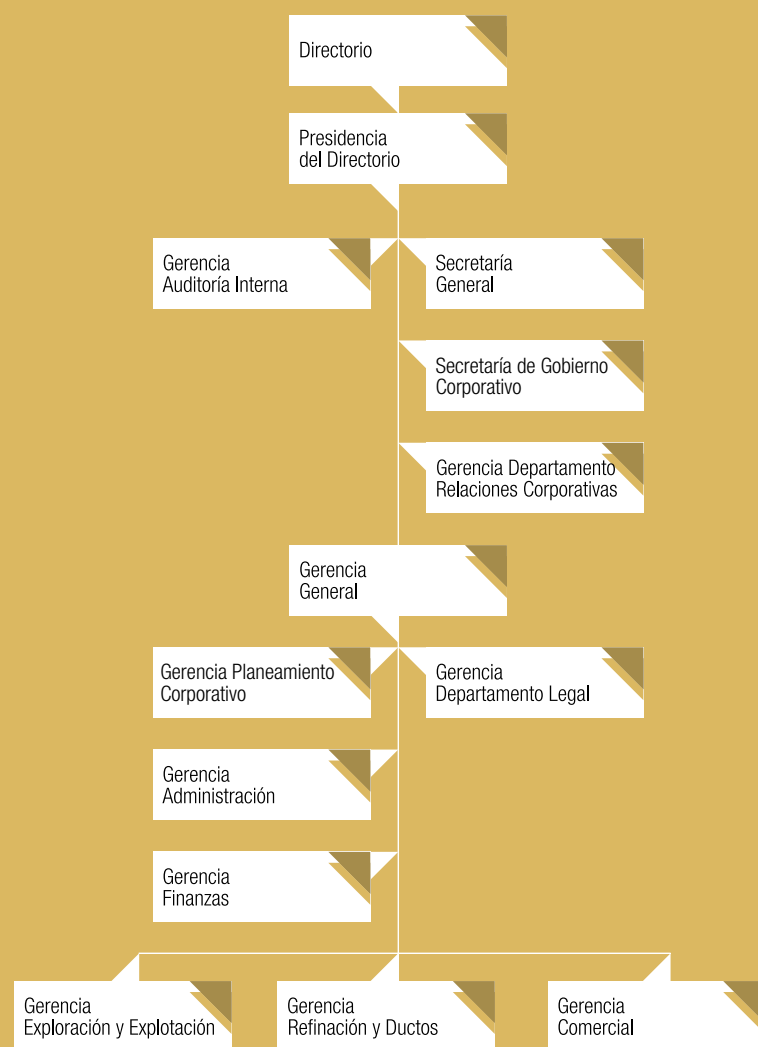 Directorio
Presidencia
del Directorio
Gerencia
Auditoría Interna
Secretaría
General
Secretaría de Gobierno
Corporativo
Gerencia Departamento
Relaciones Corporativas
Gerencia
General
Gerencia Planeamiento
Corporativo
Gerencia
Departamento Legal
Gerencia
Administración
Gerencia
Finanzas
Gerencia
Exploración y Explotación
Gerencia
Refinación y Ductos
Gerencia
Comercial